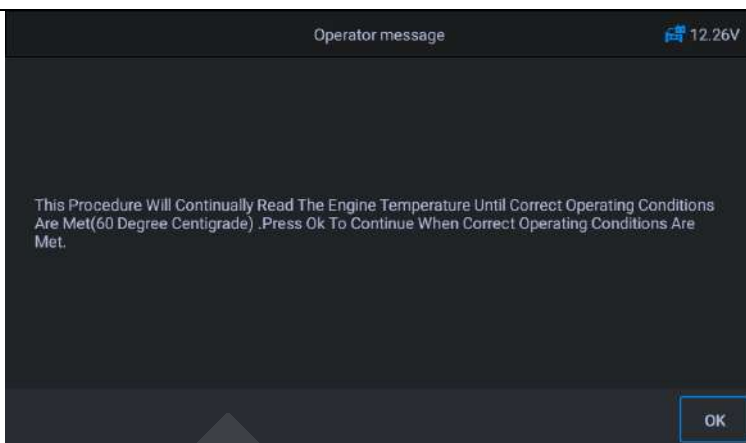 Operator message
12.26V
This Procedure Will Continually Read The Engine Temperature Until Correct Operating Conditions
Are Met(60 Degree Centigrade) .Press Ok To Continue When Correct Operating Conditions Are
Met.
OK